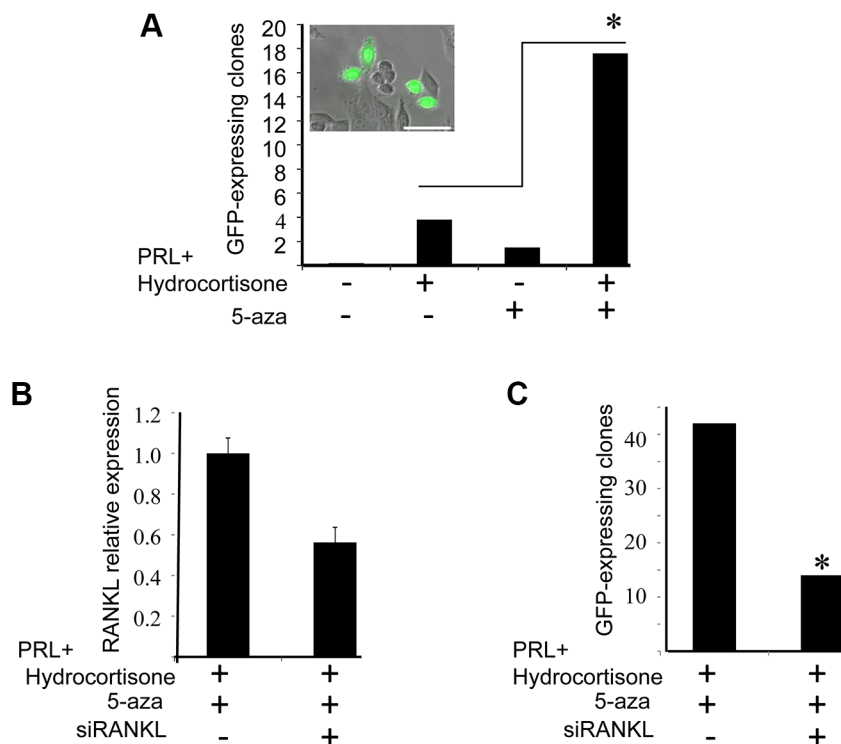 A
GFP-expressing clones
20
18
16
14
12
10
8
6
4
2
*
PRL+
Hydrocortisone - + - +
5-aza - - + +
B
RANKL relative expression
1.2
1.0
0.8
0.6
0.4
0.2
PRL+
Hydrocortisone + +
5-aza + +
siRANKL - +
C
GFP-expressing clones
40
30
20
10
*
PRL+
Hydrocortisone + +
5-aza + +
siRANKL - +